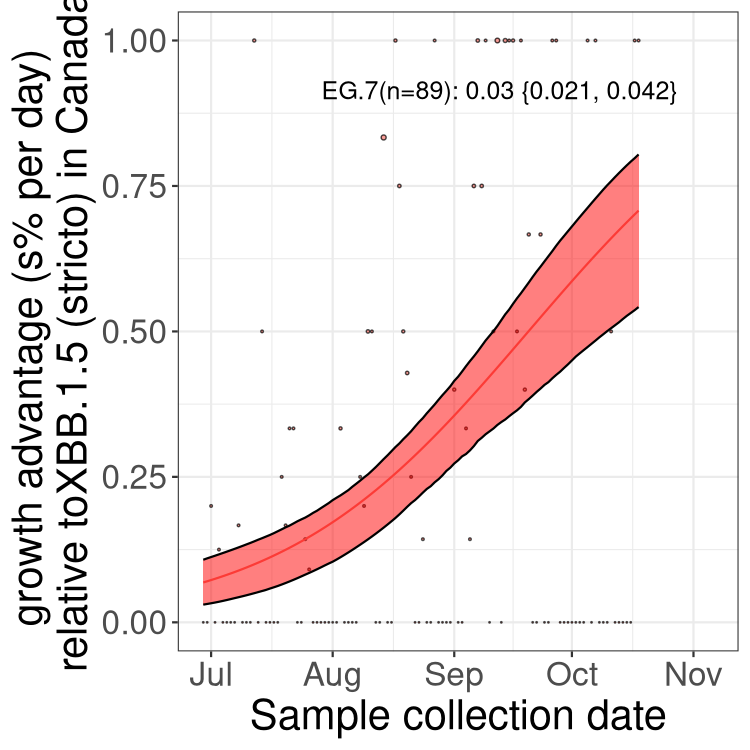 growth advantage (s% per day)
relative toXBB.1.5 (stricto) in Canada
1.00
0.75
0.50
0.25
0.00
EG.7(n=89): 0.03 {0.021, 0.042}
Jul Aug Sep Oct Nov
Sample collection date